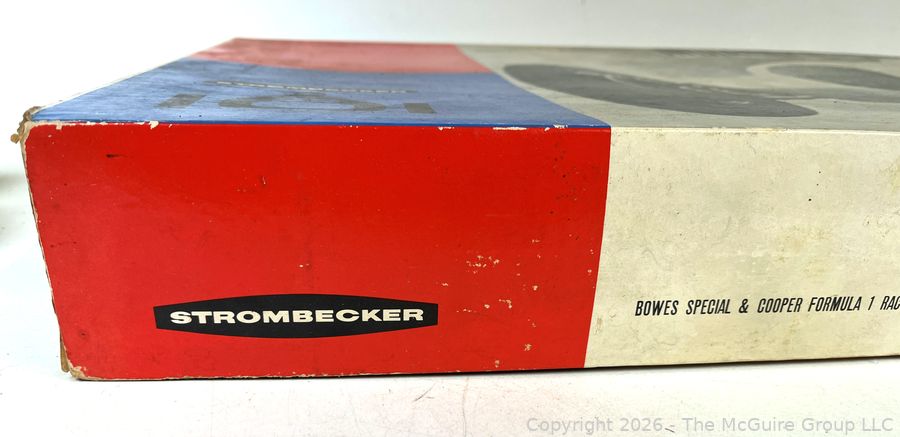 STROMBECKER
BOWES SPECIAL & COOPER FORMULA 1 RAC
Copyright 2026 - The McGuire Group LLC